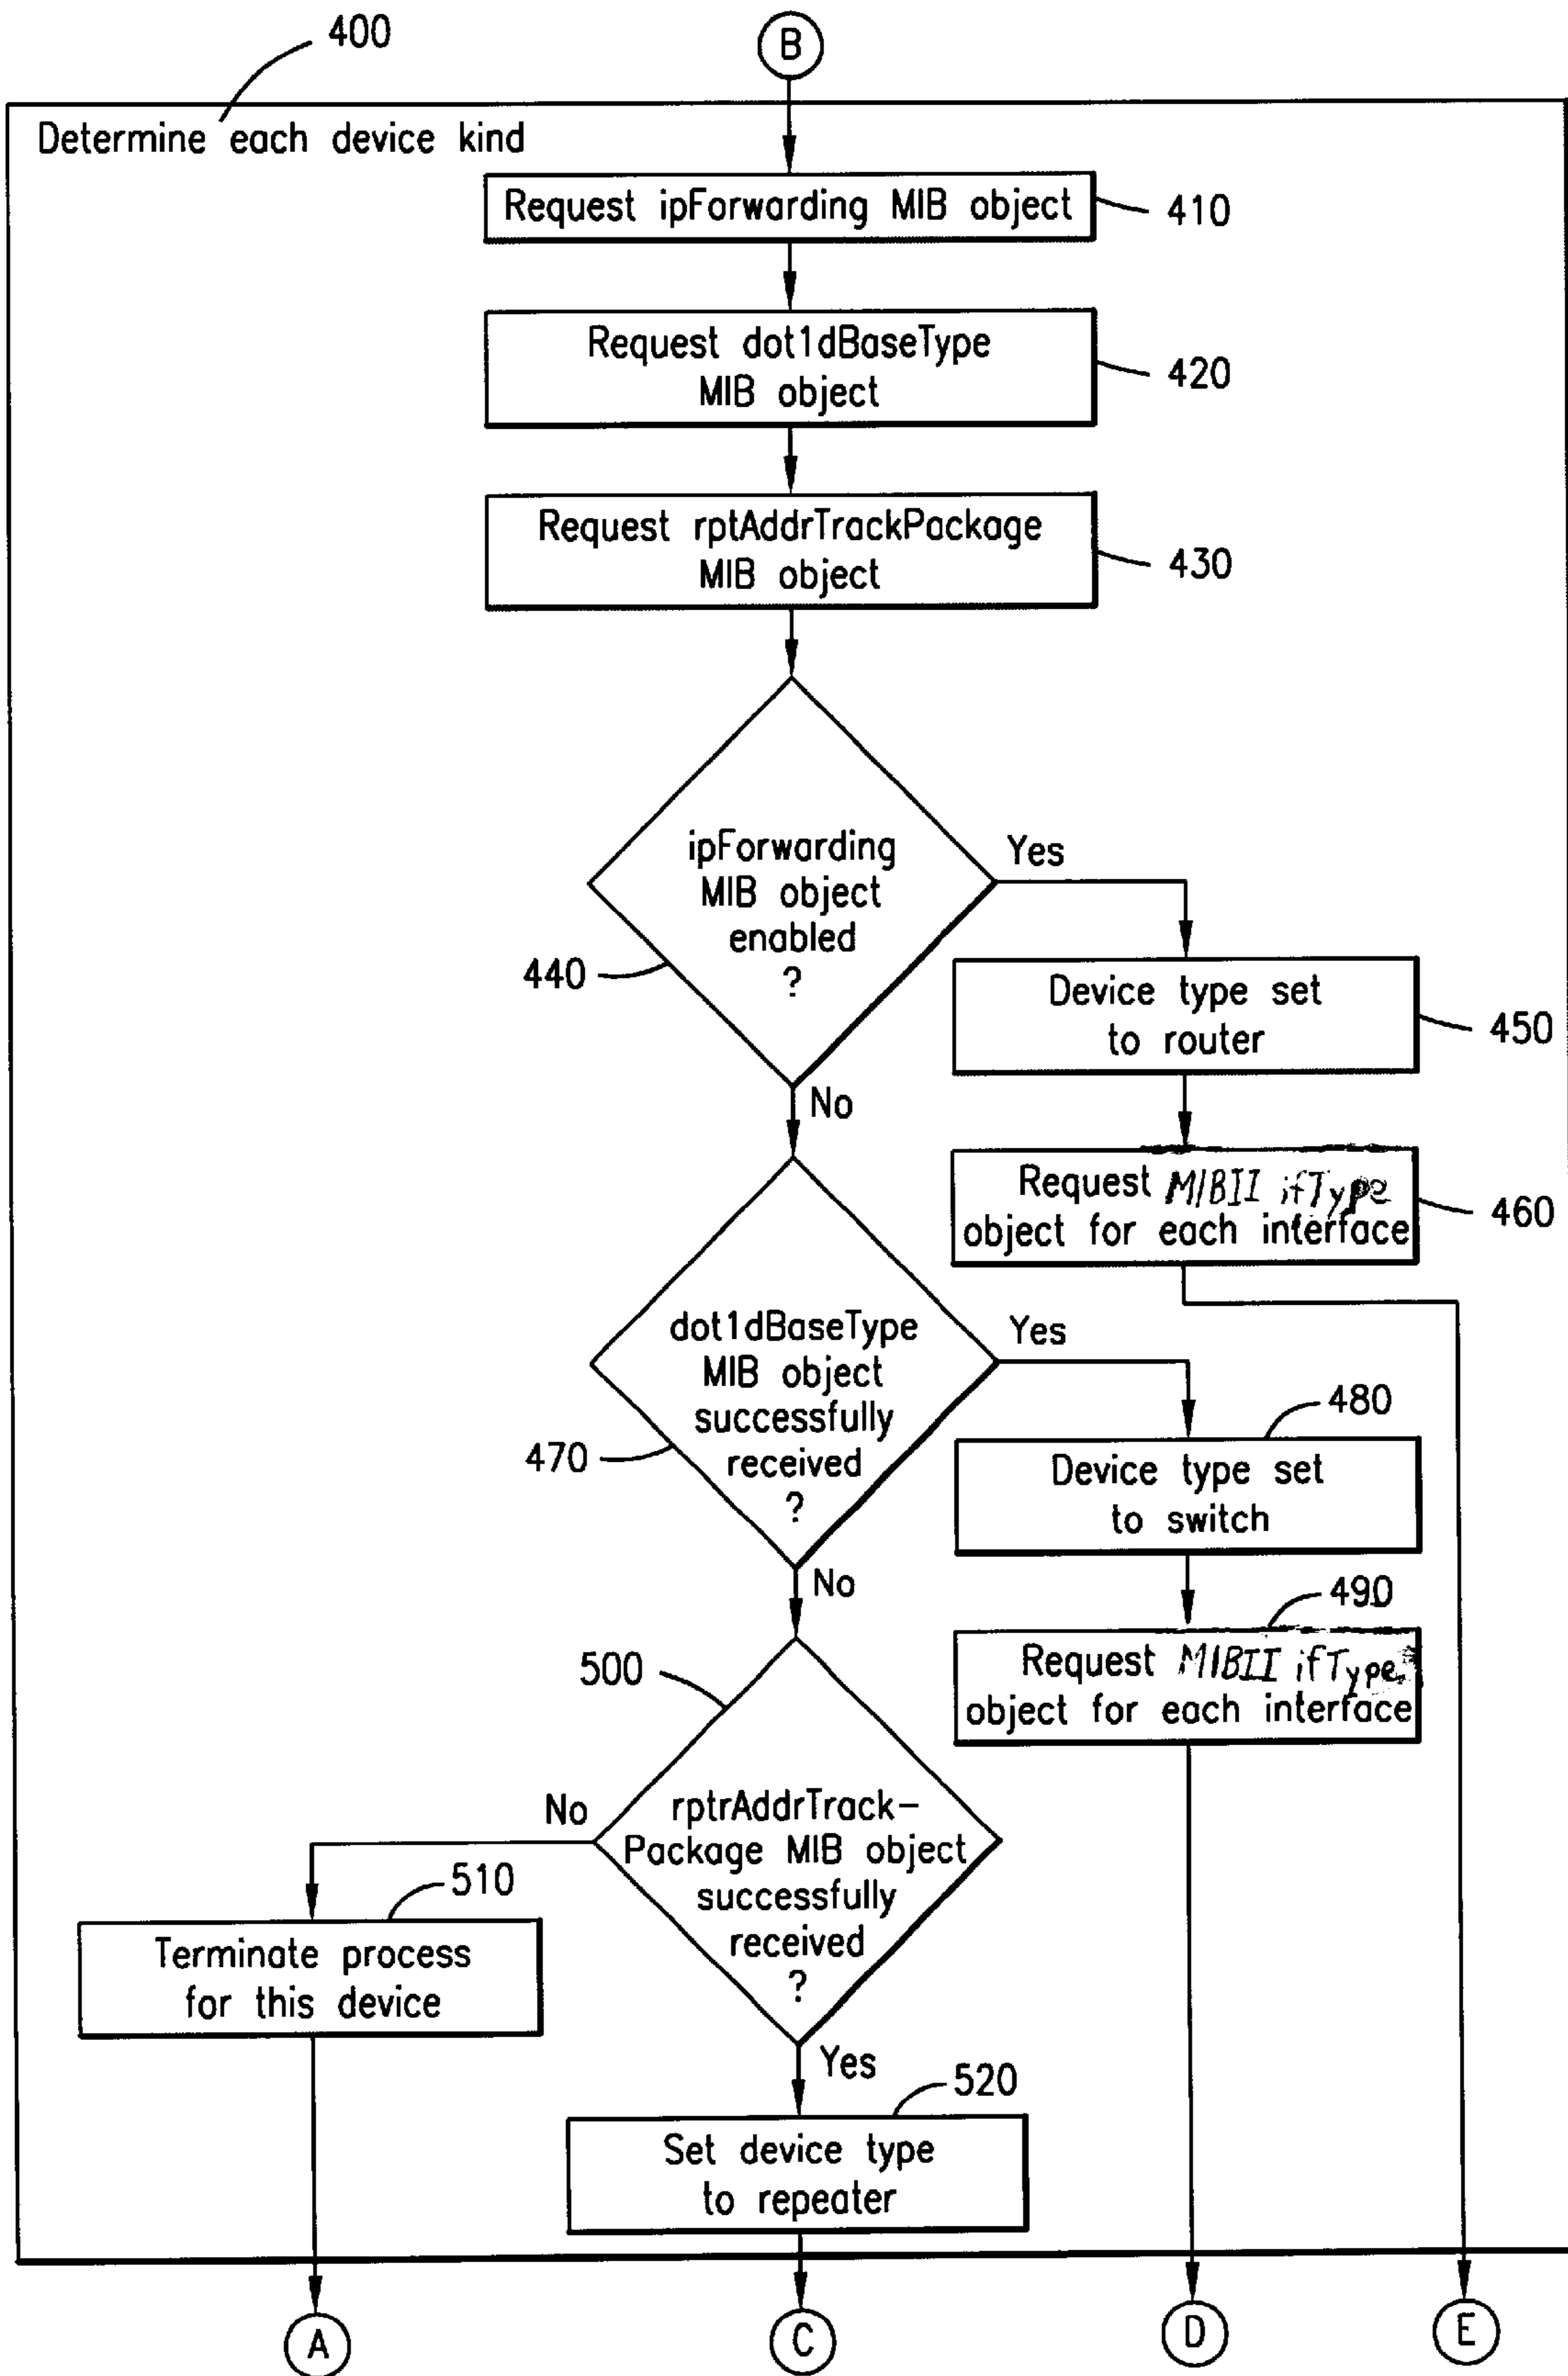 400
B
Determine each device kind
Request ipForwarding MIB object
410
Request dot1dBaseType
MIB object
420
Request rptAddrTrackPackage
MIB object
430
ipForwarding
MIB object
enabled
?
Yes
440
No
Device type set
to router
450
Request MIBII ifType
object for each interface
460
dot1dBaseType
MIB object
successfully
received
?
Yes
470
No
480
Device type set
to switch
490
Request MIBII ifType
object for each interface
500
rptrAddrTrack-
Package MIB object
successfully
received
?
No
510
Terminate process
for this device
Yes
520
Set device type
to repeater
A
C
D
E